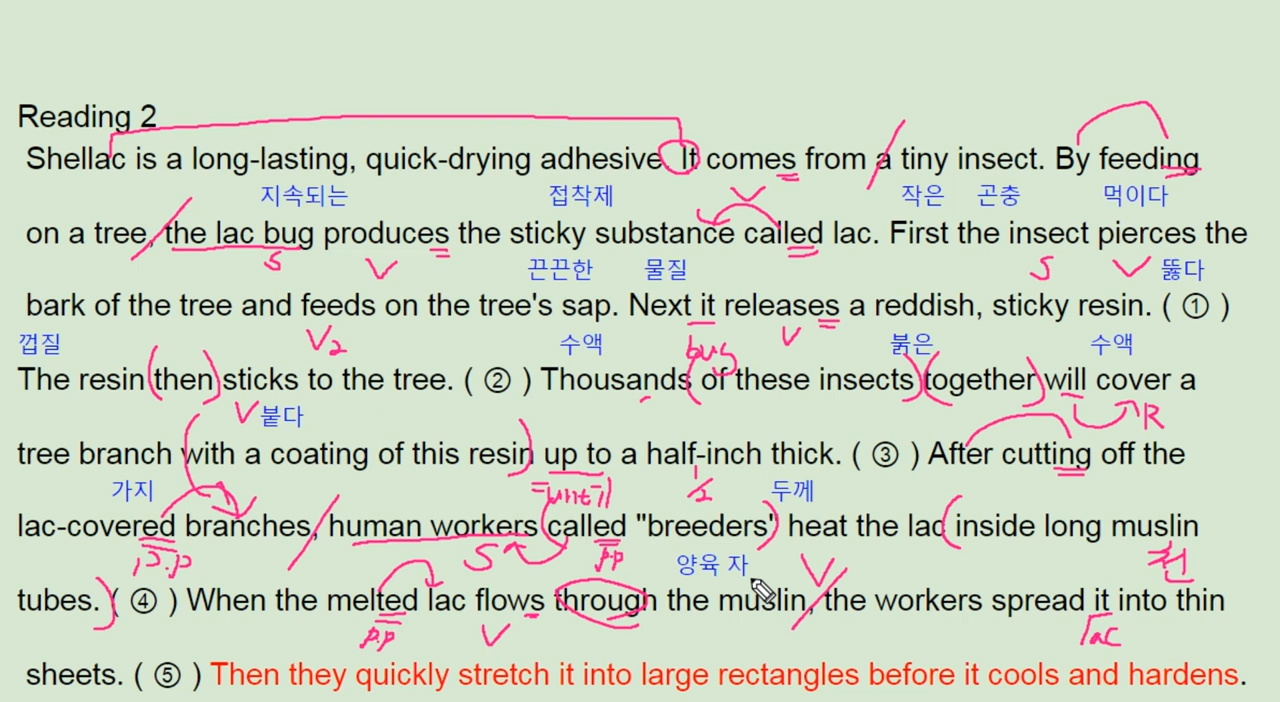 Reading 2
Shellac is a long-lasting, quick-drying adhesive. It comes from a tiny insect. By feeding
지속되는 접착제 작은 곤충 먹이다
on a tree, the lac bug produces the sticky substance called lac. First the insect pierces the
S V 끈끈한 물질 S V 뚫다
bark of the tree and feeds on the tree's sap. Next it releases a reddish, sticky resin. ( ① )
껍질 V2 수액 bug V 붉은 수액
The resin (then) sticks to the tree. ( ② ) Thousands (of these insects) (together) will cover a
V 붙다 R
tree branch (with a coating of this resin) up to a half-inch thick. ( ③ ) After cutting off the
가지 =until 1/2 두께
lac-covered branches, human workers (called "breeders") heat the lac (inside long muslin
p.p S p.p 양육 자 V 천
tubes.) ( ④ ) When the melted lac flows through the muslin, the workers spread it into thin
p.p V lac
sheets. ( ⑤ ) Then they quickly stretch it into large rectangles before it cools and hardens.